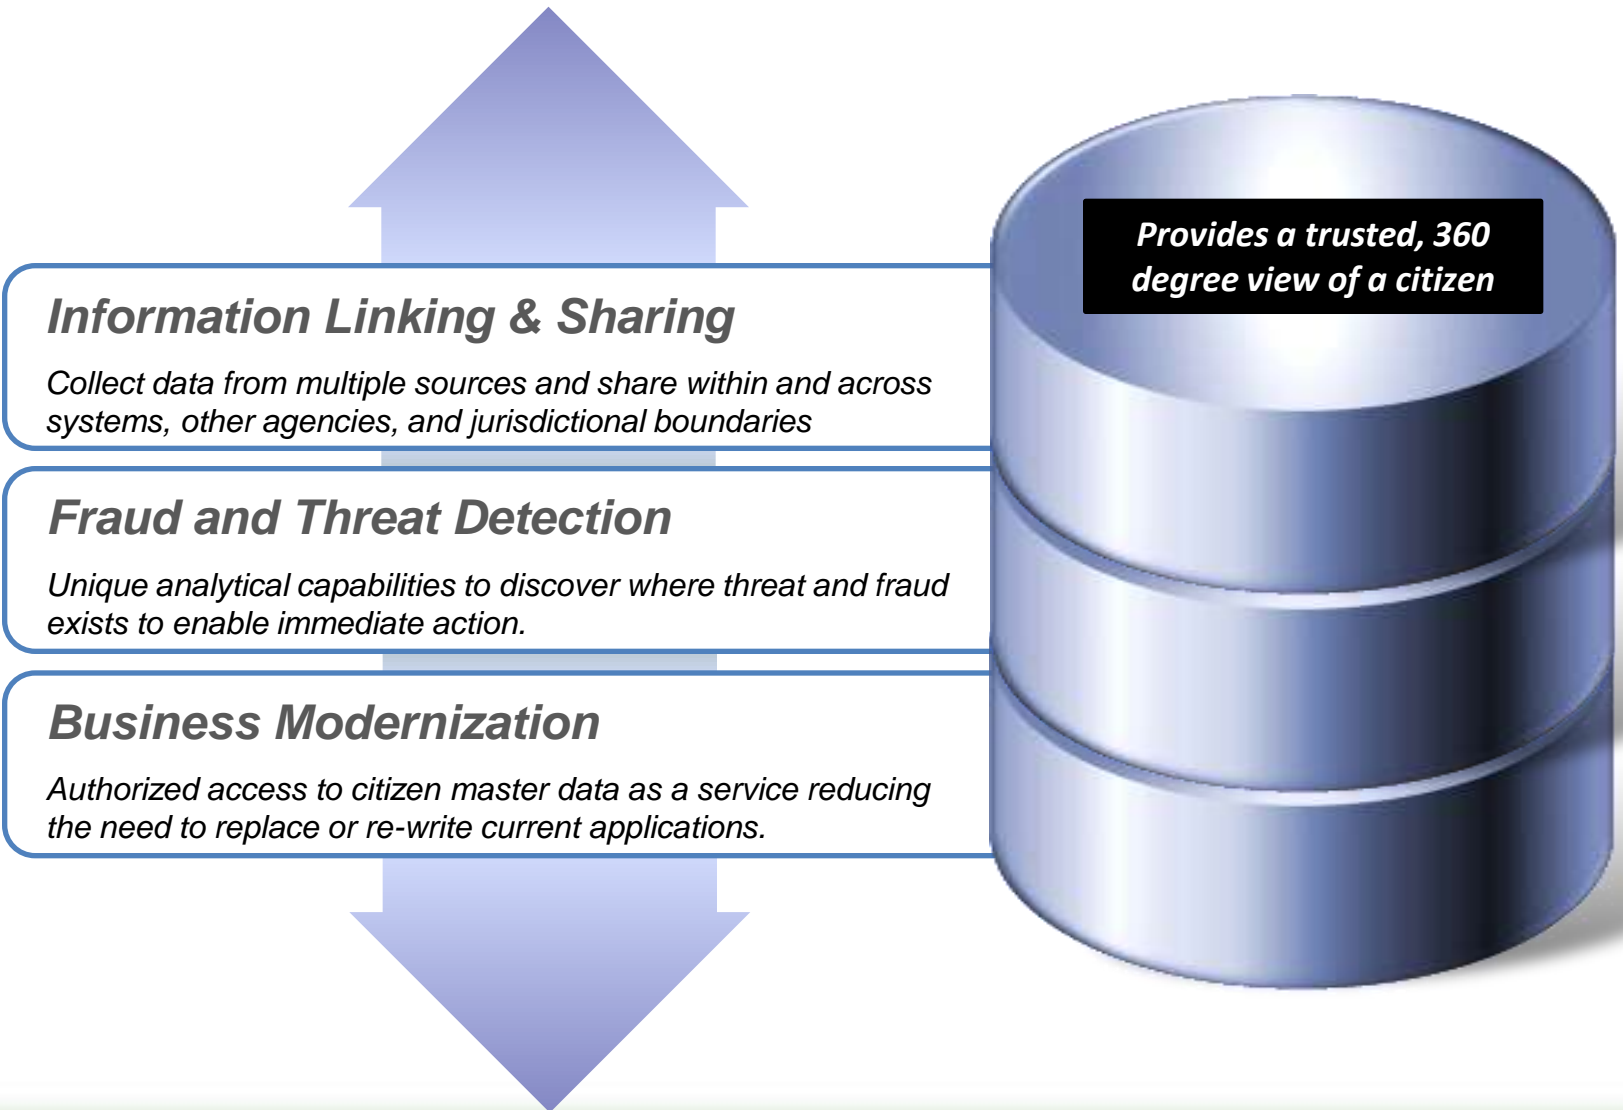 Provides a trusted, 360
degree view of a citizen
Information Linking & Sharing
Collect data from multiple sources and share within and across
systems, other agencies, and jurisdictional boundaries
Fraud and Threat Detection
Unique analytical capabilities to discover where threat and fraud
exists to enable immediate action.
Business Modernization
Authorized access to citizen master data as a service reducing
the need to replace or re-write current applications.